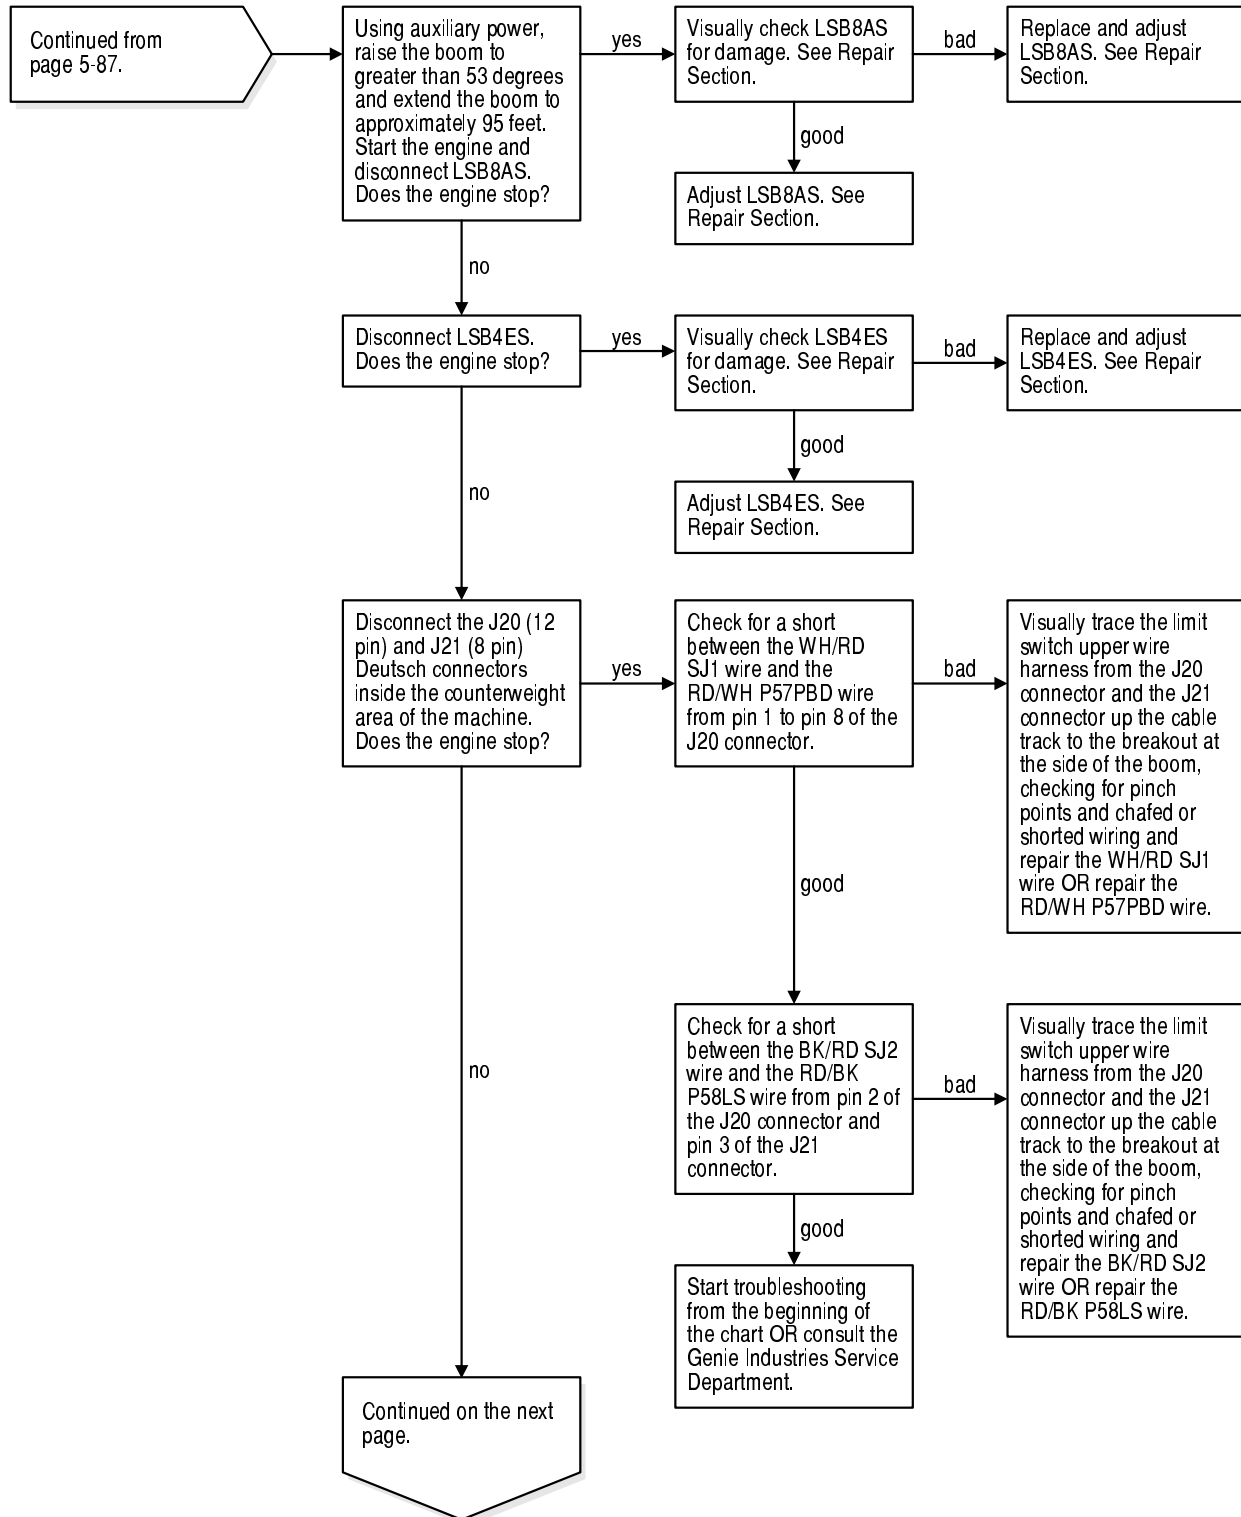 Continued from
page 5-87.
Using auxiliary power,
raise the boom to
greater than 53 degrees
and extend the boom to
approximately 95 feet.
Start the engine and
disconnect LSB8AS.
Does the engine stop?
yes
Visually check LSB8AS
for damage. See Repair
Section.
bad
Replace and adjust
LSB8AS. See Repair
Section.
good
Adjust LSB8AS. See
Repair Section.
no
Disconnect LSB4ES.
Does the engine stop?
yes
Visually check LSB4ES
for damage. See Repair
Section.
bad
Replace and adjust
LSB4ES. See Repair
Section.
good
Adjust LSB4ES. See
Repair Section.
no
Disconnect the J20 (12
pin) and J21 (8 pin)
Deutsch connectors
inside the counterweight
area of the machine.
Does the engine stop?
yes
Check for a short
between the WH/RD
SJ1 wire and the
RD/WH P57PBD wire
from pin 1 to pin 8 of the
J20 connector.
bad
Visually trace the limit
switch upper wire
harness from the J20
connector and the J21
connector up the cable
track to the breakout at
the side of the boom,
checking for pinch
points and chafed or
shorted wiring and
repair the WH/RD SJ1
wire OR repair the
RD/WH P57PBD wire.
good
Check for a short
between the BK/RD SJ2
wire and the RD/BK
P58LS wire from pin 2 of
the J20 connector and
pin 3 of the J21
connector.
bad
Visually trace the limit
switch upper wire
harness from the J20
connector and the J21
connector up the cable
track to the breakout at
the side of the boom,
checking for pinch
points and chafed or
shorted wiring and
repair the BK/RD SJ2
wire OR repair the
RD/BK P58LS wire.
good
Start troubleshooting
from the beginning of
the chart OR consult the
Genie Industries Service
Department.
no
Continued on the next
page.